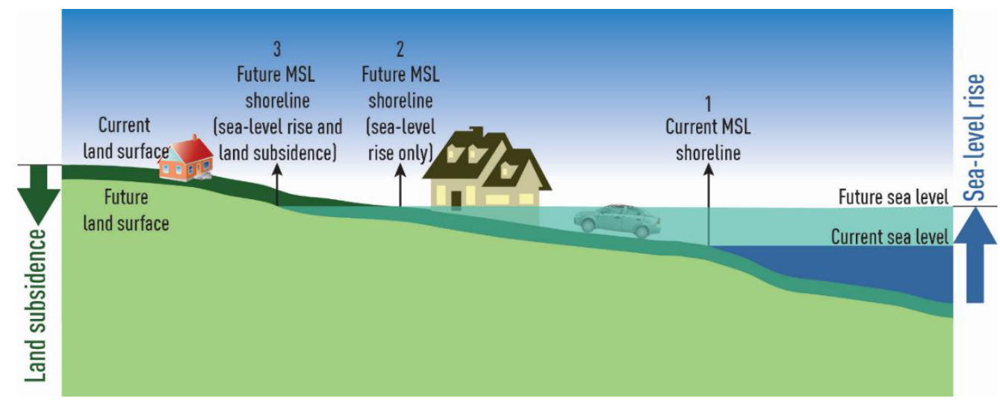 3
Future MSL
shoreline
(sea-level rise and
land subsidence)
2
Future MSL
shoreline
(sea-level
rise only)
1
Current MSL
shoreline
Current
land surface
Future
land surface
Future sea level
Current sea level
Land subsidence
Sea-level rise